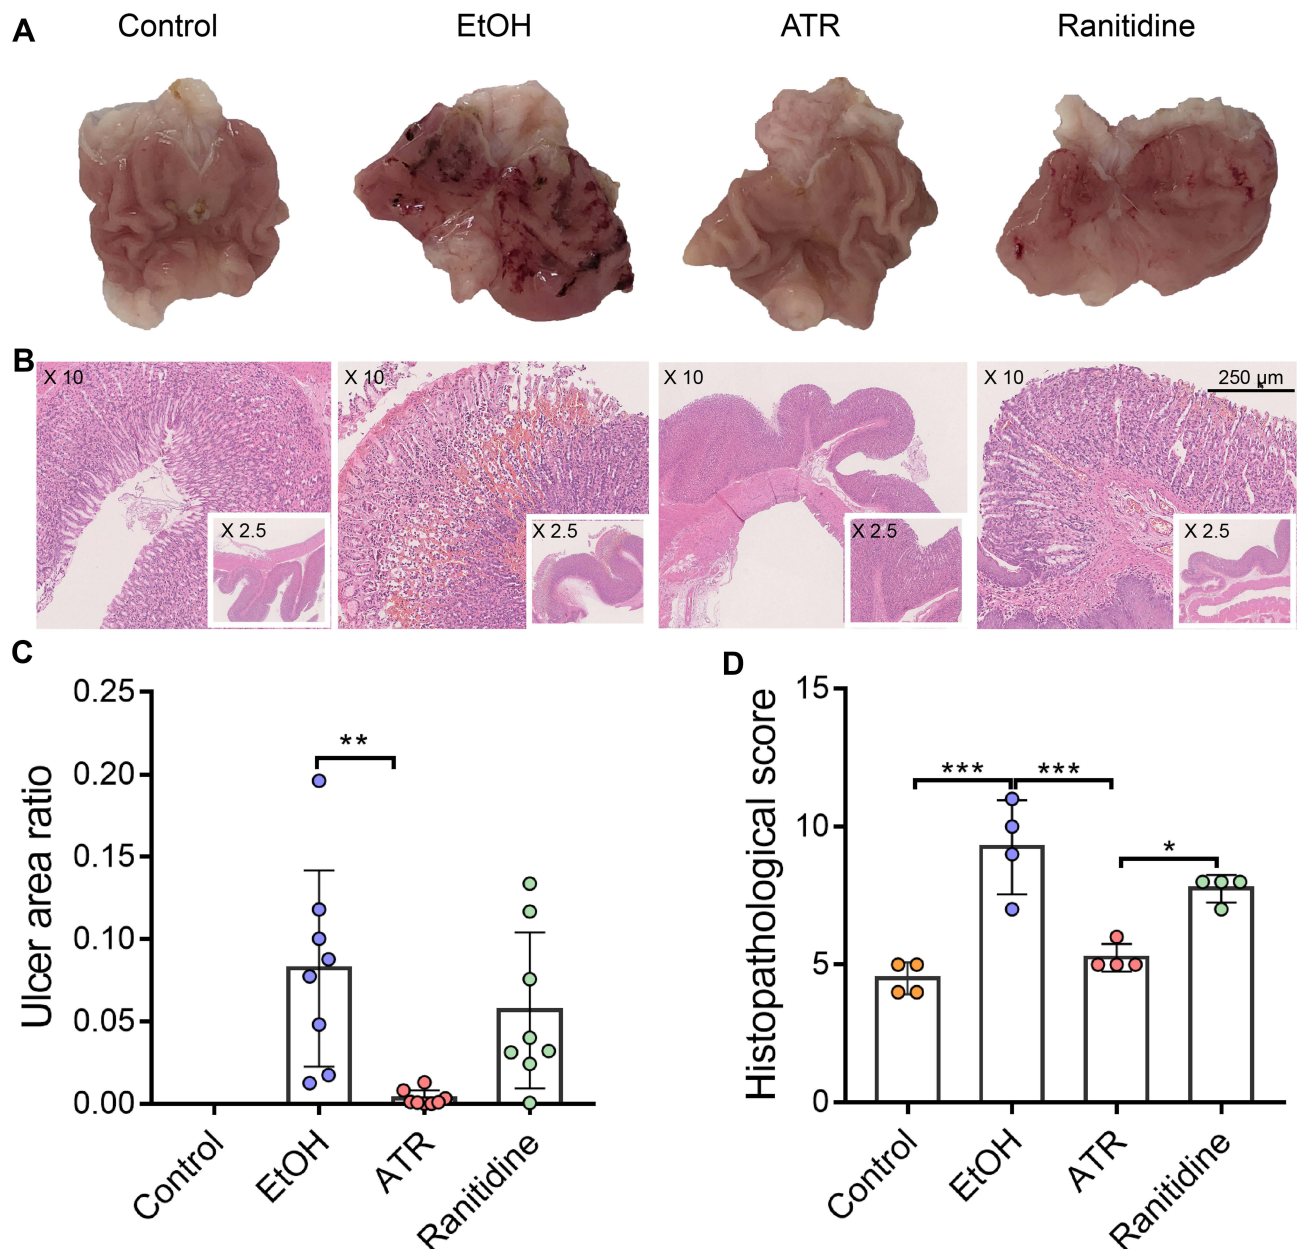 A
Control
EtOH
ATR
Ranitidine
B
X 10
X 2.5
X 10
X 2.5
X 10
X 2.5
X 10
250 µm
X 2.5
C
Ulcer area ratio
0.25
0.20
0.15
0.10
0.05
0.00
**
Control
EtOH
ATR
Ranitidine
D
Histopathological score
15
10
5
0
***
***
*
Control
EtOH
ATR
Ranitidine